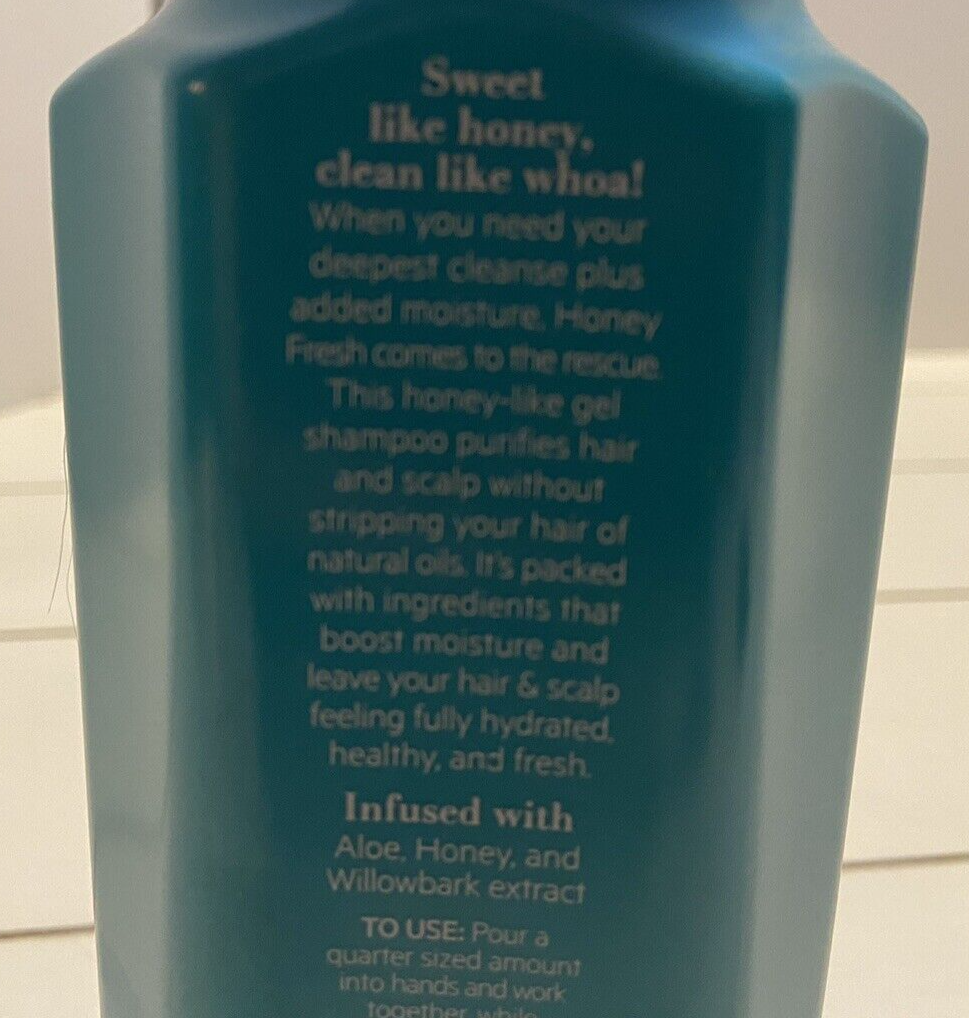 Sweet
like honey,
clean like whoa!
When you need your
deepest cleanse plus
added moisture, Honey
Fresh comes to the rescue.
This honey-like gel
shampoo purifies hair
and scalp without
stripping your hair of
natural oils. It's packed
with ingredients that
boost moisture and
leave your hair & scalp
feeling fully hydrated,
healthy, and fresh.
Infused with
Aloe, Honey, and
Willowbark extract
TO USE: Pour a
quarter sized amount
into hands and work
together while